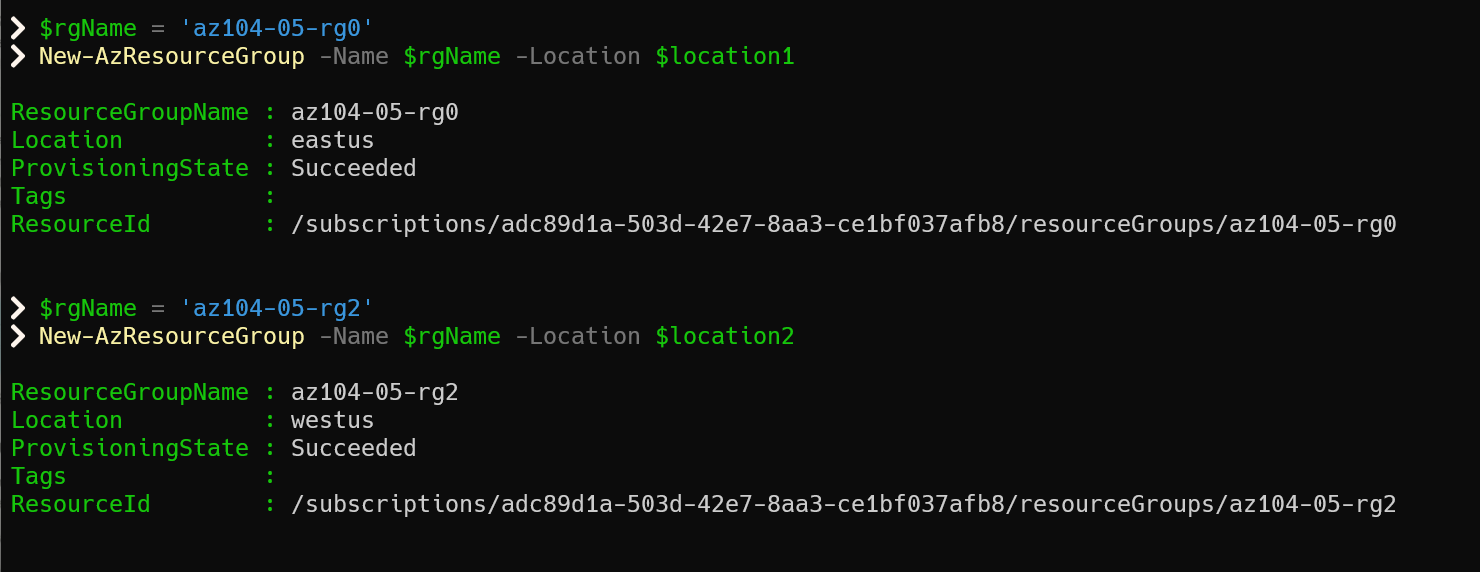 ❯ $rgName = 'az104-05-rg0'
❯ New-AzResourceGroup -Name $rgName -Location $location1
ResourceGroupName : az104-05-rg0
Location          : eastus
ProvisioningState : Succeeded
Tags              :
ResourceId        : /subscriptions/adc89d1a-503d-42e7-8aa3-ce1bf037afb8/resourceGroups/az104-05-rg0
❯ $rgName = 'az104-05-rg2'
❯ New-AzResourceGroup -Name $rgName -Location $location2
ResourceGroupName : az104-05-rg2
Location          : westus
ProvisioningState : Succeeded
Tags              :
ResourceId        : /subscriptions/adc89d1a-503d-42e7-8aa3-ce1bf037afb8/resourceGroups/az104-05-rg2